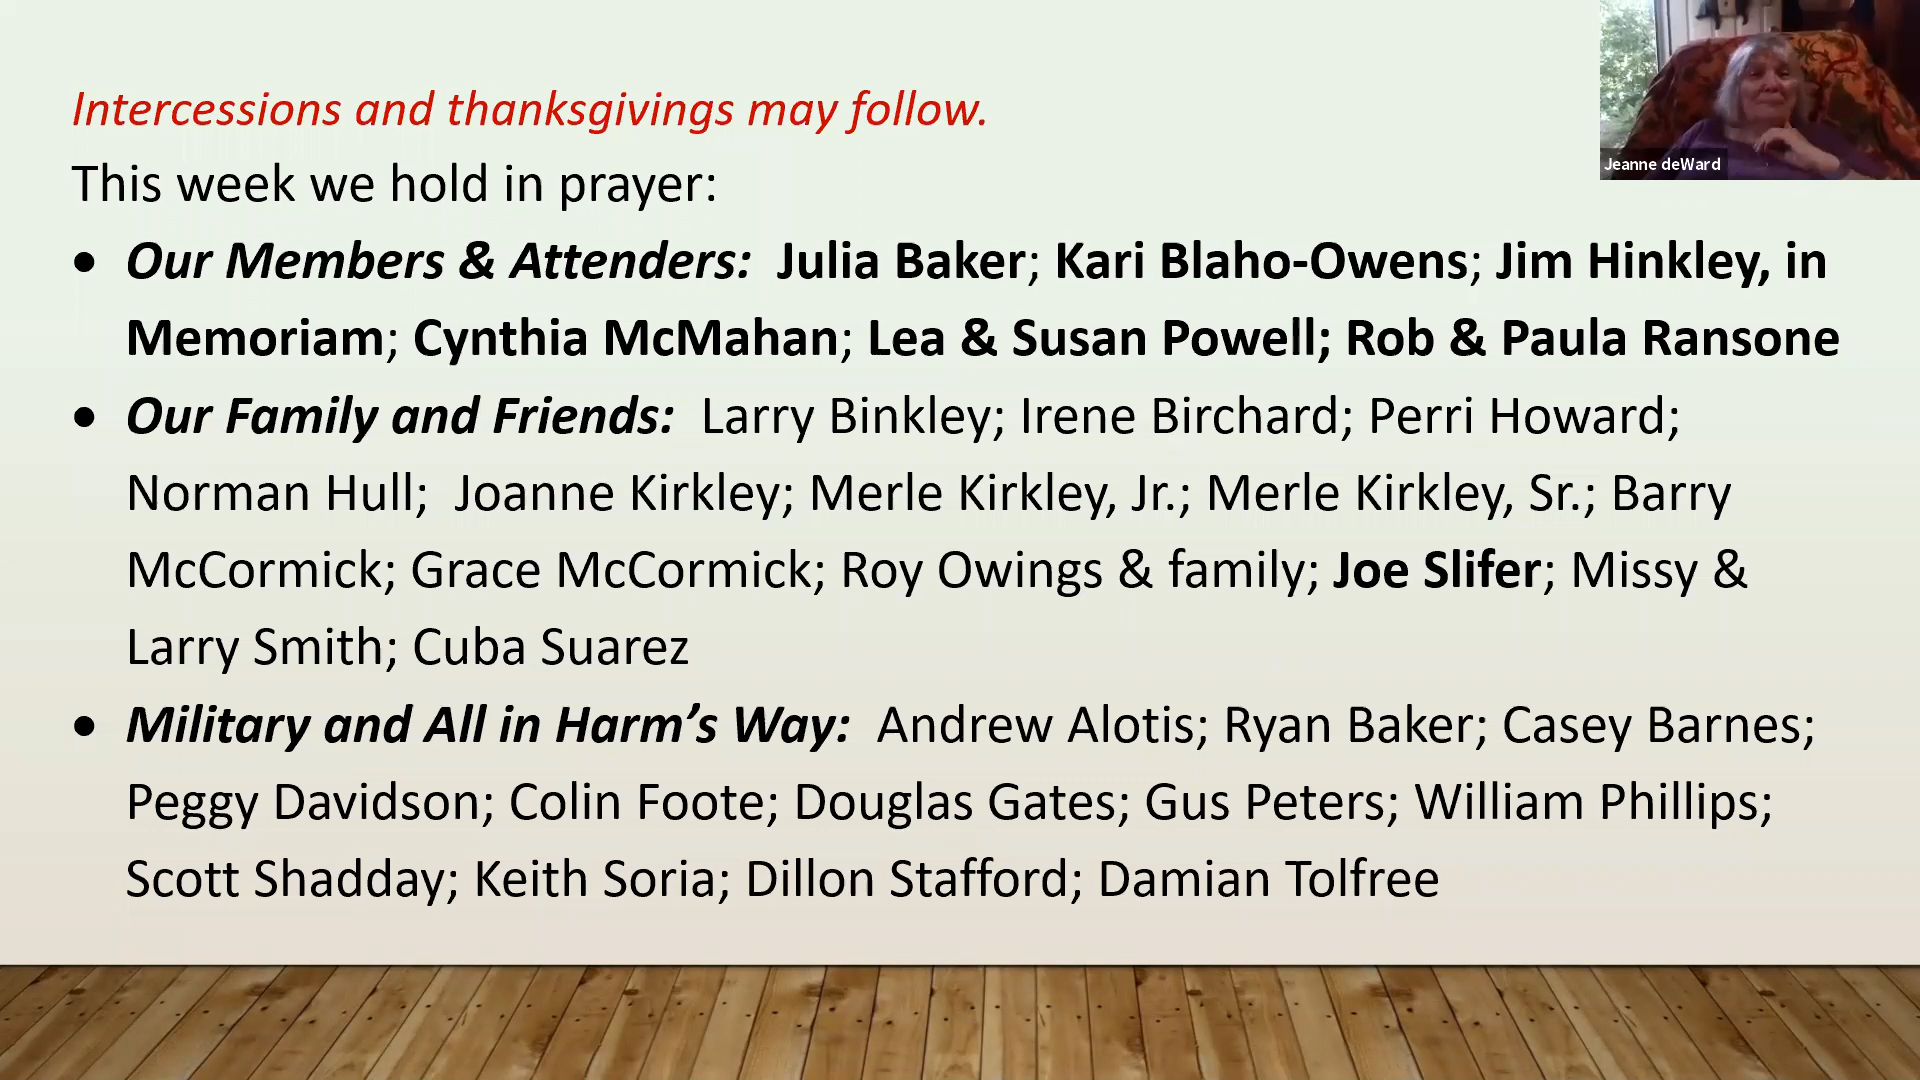 Intercessions and thanksgivings may follow.
Jeanne deWard
This week we hold in prayer:
• Our Members & Attenders: Julia Baker; Kari Blaho-Owens; Jim Hinkley, in
Memoriam; Cynthia McMahan; Lea & Susan Powell; Rob & Paula Ransone
• Our Family and Friends: Larry Binkley; Irene Birchard; Perri Howard;
Norman Hull; Joanne Kirkley; Merle Kirkley, Jr.; Merle Kirkley, Sr.; Barry
McCormick; Grace McCormick; Roy Owings & family; Joe Slifer; Missy &
Larry Smith; Cuba Suarez
• Military and All in Harm’s Way: Andrew Alotis; Ryan Baker; Casey Barnes;
Peggy Davidson; Colin Foote; Douglas Gates; Gus Peters; William Phillips;
Scott Shadday; Keith Soria; Dillon Stafford; Damian Tolfree